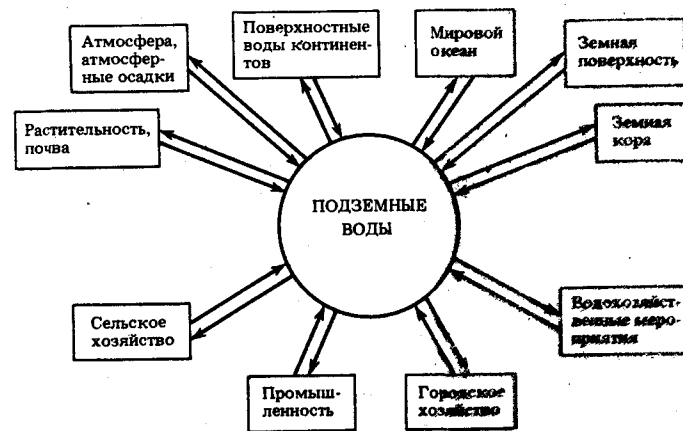 Атмосфера,
атмосфер-
ные осадки
Поверхностные
воды континен-
тов
Мировой
океан
Земная
поверхность
Растительность,
почва
Земная
кора
ПОДЗЕМНЫЕ
ВОДЫ
Сельское
хозяйство
Водохозяйст-
венные меро-
приятия
Промыш-
ленность
Городское
хозяйство